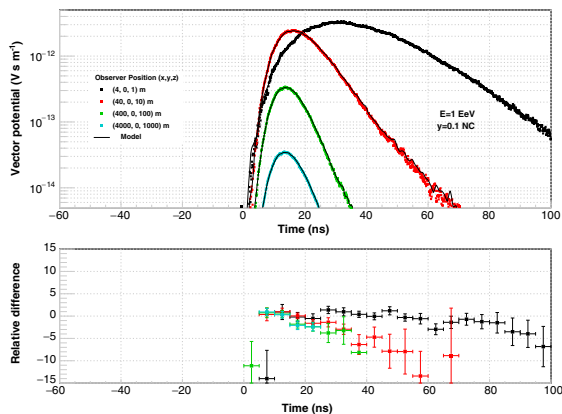 Vector potential (V s m⁻¹)
10⁻¹²
10⁻¹³
10⁻¹⁴
Observer Position (x,y,z)
(4, 0, 1) m
(40, 0, 10) m
(400, 0, 100) m
(4000, 0, 1000) m
Model
E=1 EeV
y=0.1 NC
−60 −40 −20 0 20 40 60 80 100
Time (ns)
Relative difference
15
10
5
0
−5
−10
15
−60 −40 −20 0 20 40 60 80 100
Time (ns)